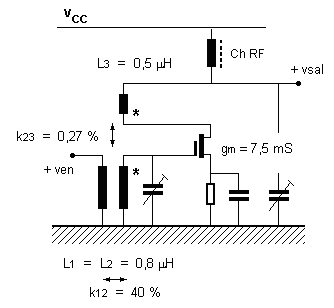 VCC
L3 = 0,5 μH
Ch RF
+ vsal
*
k23 = 0,27 %
gm = 7,5 mS
+ ven
*
L1 = L2 = 0,8 μH
k12 = 40 %